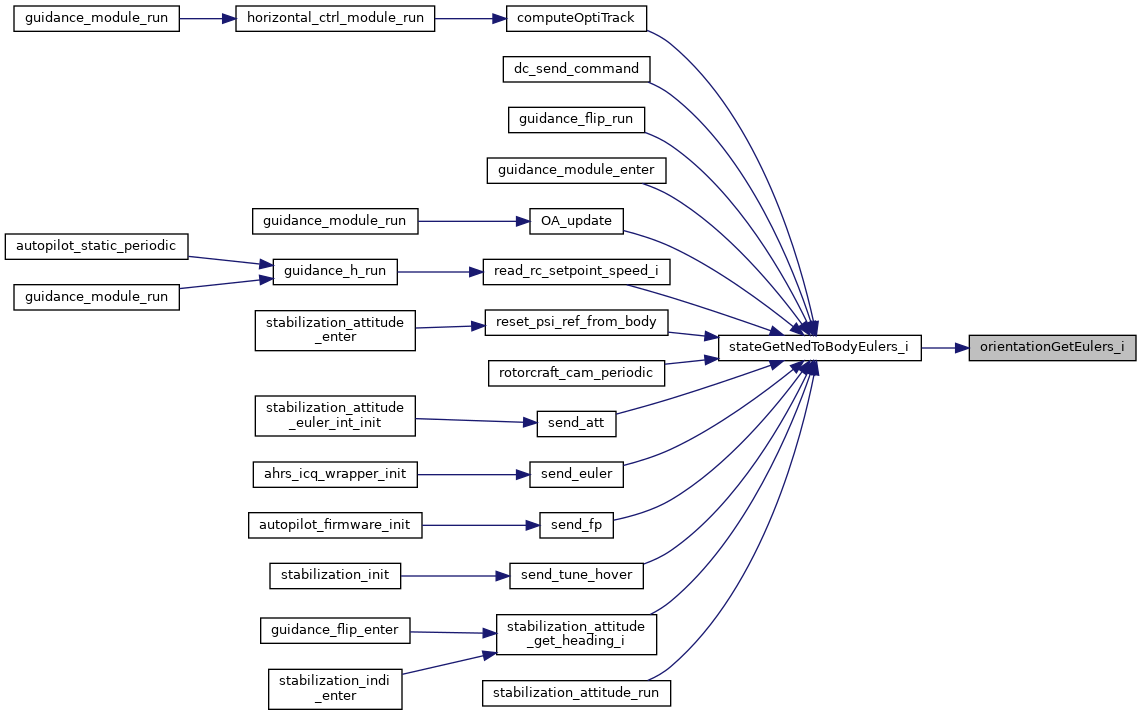 guidance_module_run
horizontal_ctrl_module_run
computeOptiTrack
dc_send_command
guidance_flip_run
guidance_module_enter
guidance_module_run
OA_update
autopilot_static_periodic
guidance_h_run
read_rc_setpoint_speed_i
guidance_module_run
stabilization_attitude
_enter
reset_psi_ref_from_body
stateGetNedToBodyEulers_i
orientationGetEulers_i
rotorcraft_cam_periodic
stabilization_attitude
_euler_int_init
send_att
ahrs_icq_wrapper_init
send_euler
autopilot_firmware_init
send_fp
stabilization_init
send_tune_hover
guidance_flip_enter
stabilization_attitude
_get_heading_i
stabilization_indi
_enter
stabilization_attitude_run